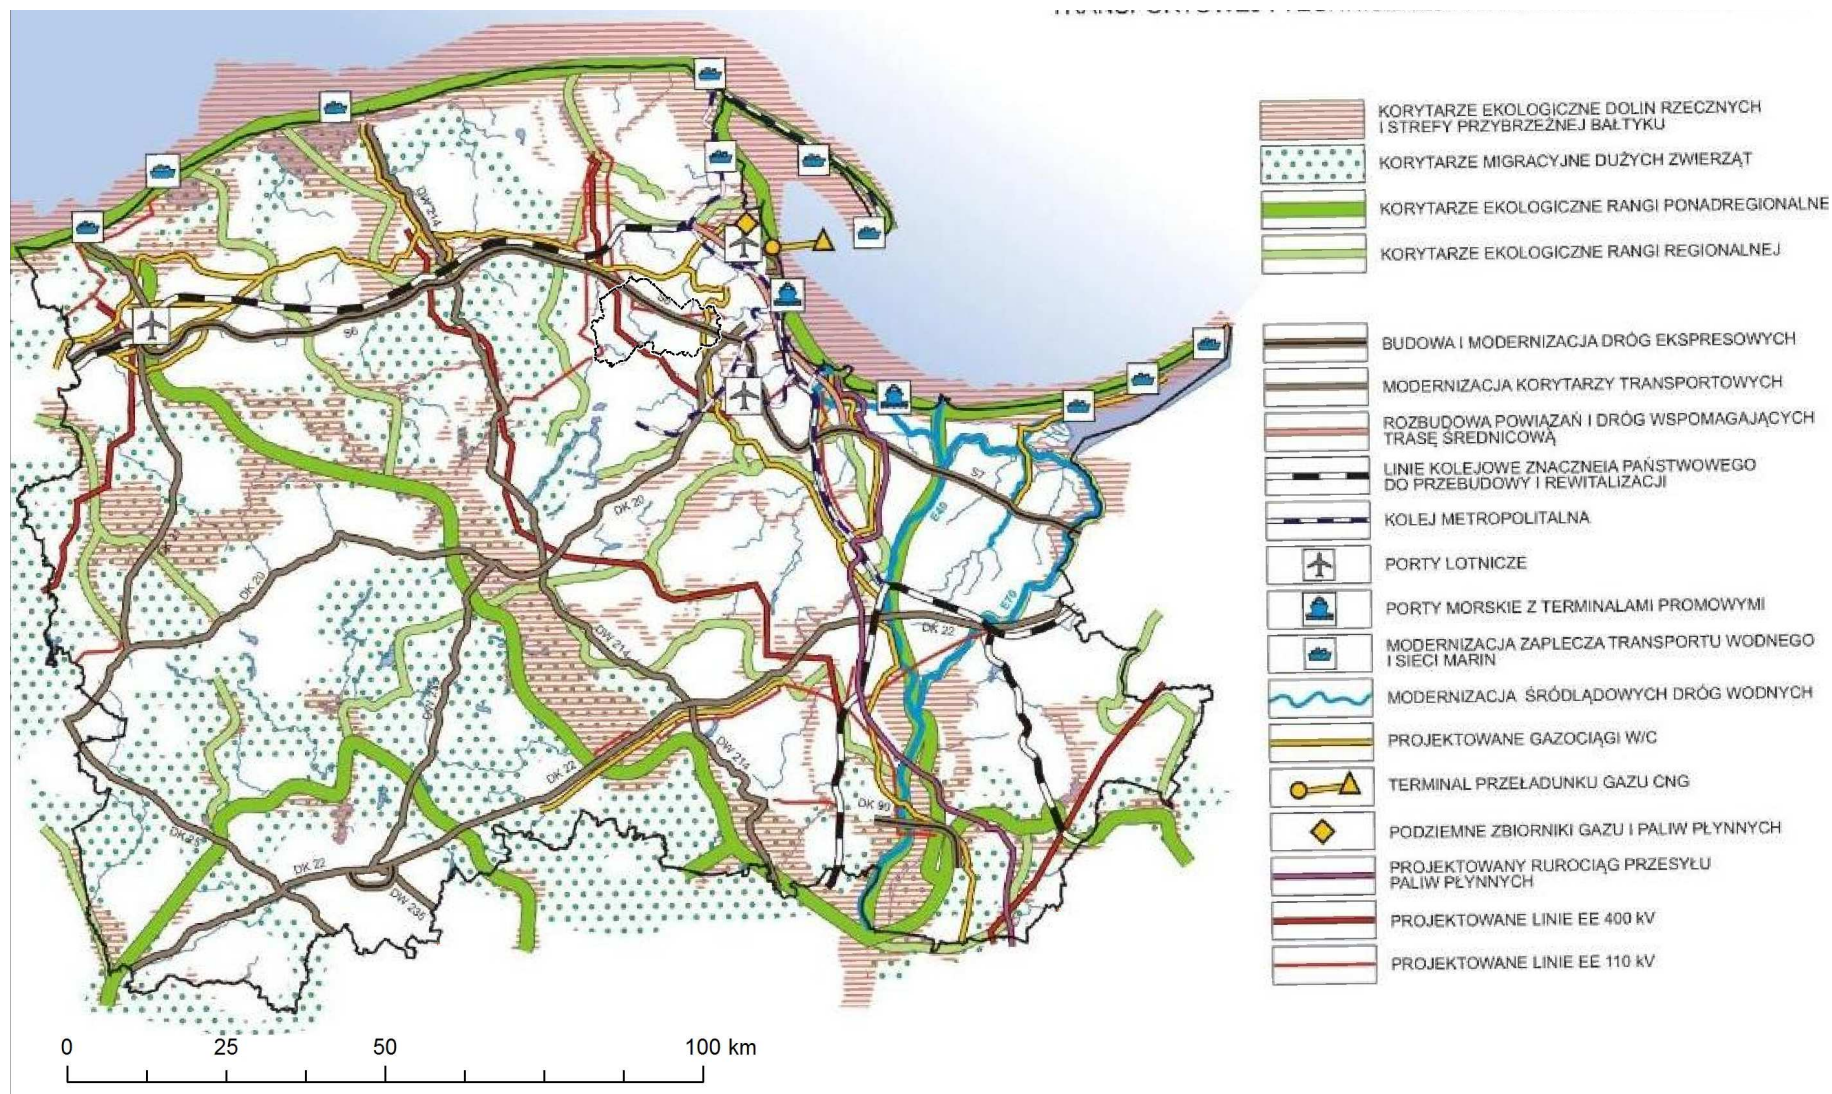 KORYTARZE EKOLOGICZNE DOLIN RZECZNYCH
I STREFY PRZYBRZEŻNEJ BAŁTYKU
KORYTARZE MIGRACYJNE DUŻYCH ZWIERZĄT
KORYTARZE EKOLOGICZNE RANGI PONADREGIONALNE
KORYTARZE EKOLOGICZNE RANGI REGIONALNEJ
BUDOWA I MODERNIZACJA DRÓG EKSPRESOWYCH
MODERNIZACJA KORYTARZY TRANSPORTOWYCH
ROZBUDOWA POWIĄZAŃ I DRÓG WSPOMAGAJĄCYCH
TRASĘ ŚREDNICOWĄ
LINIE KOLEJOWE ZNACZNEIA PAŃSTWOWEGO
DO PRZEBUDOWY I REWITALIZACJI
KOLEJ METROPOLITALNA
PORTY LOTNICZE
PORTY MORSKIE Z TERMINALAMI PROMOWYMI
MODERNIZACJA ZAPLECZA TRANSPORTU WODNEGO
I SIECI MARIN
MODERNIZACJA ŚRÓDLĄDOWYCH DRÓG WODNYCH
PROJEKTOWANE GAZOCIĄGI W/C
TERMINAL PRZEŁADUNKU GAZU CNG
PODZIEMNE ZBIORNIKI GAZU I PALIW PŁYNNYCH
PROJEKTOWANY RUROCIĄG PRZESYŁU
PALIW PŁYNNYCH
PROJEKTOWANE LINIE EE 400 kV
PROJEKTOWANE LINIE EE 110 kV
DW 214
S6
S6
S7
DK 20
E40
DK 20
E70
DW 214
DK 22
DW 214
DK 22
DK 90
DK 25
DK 22
DW 235
0 25 50 100 km